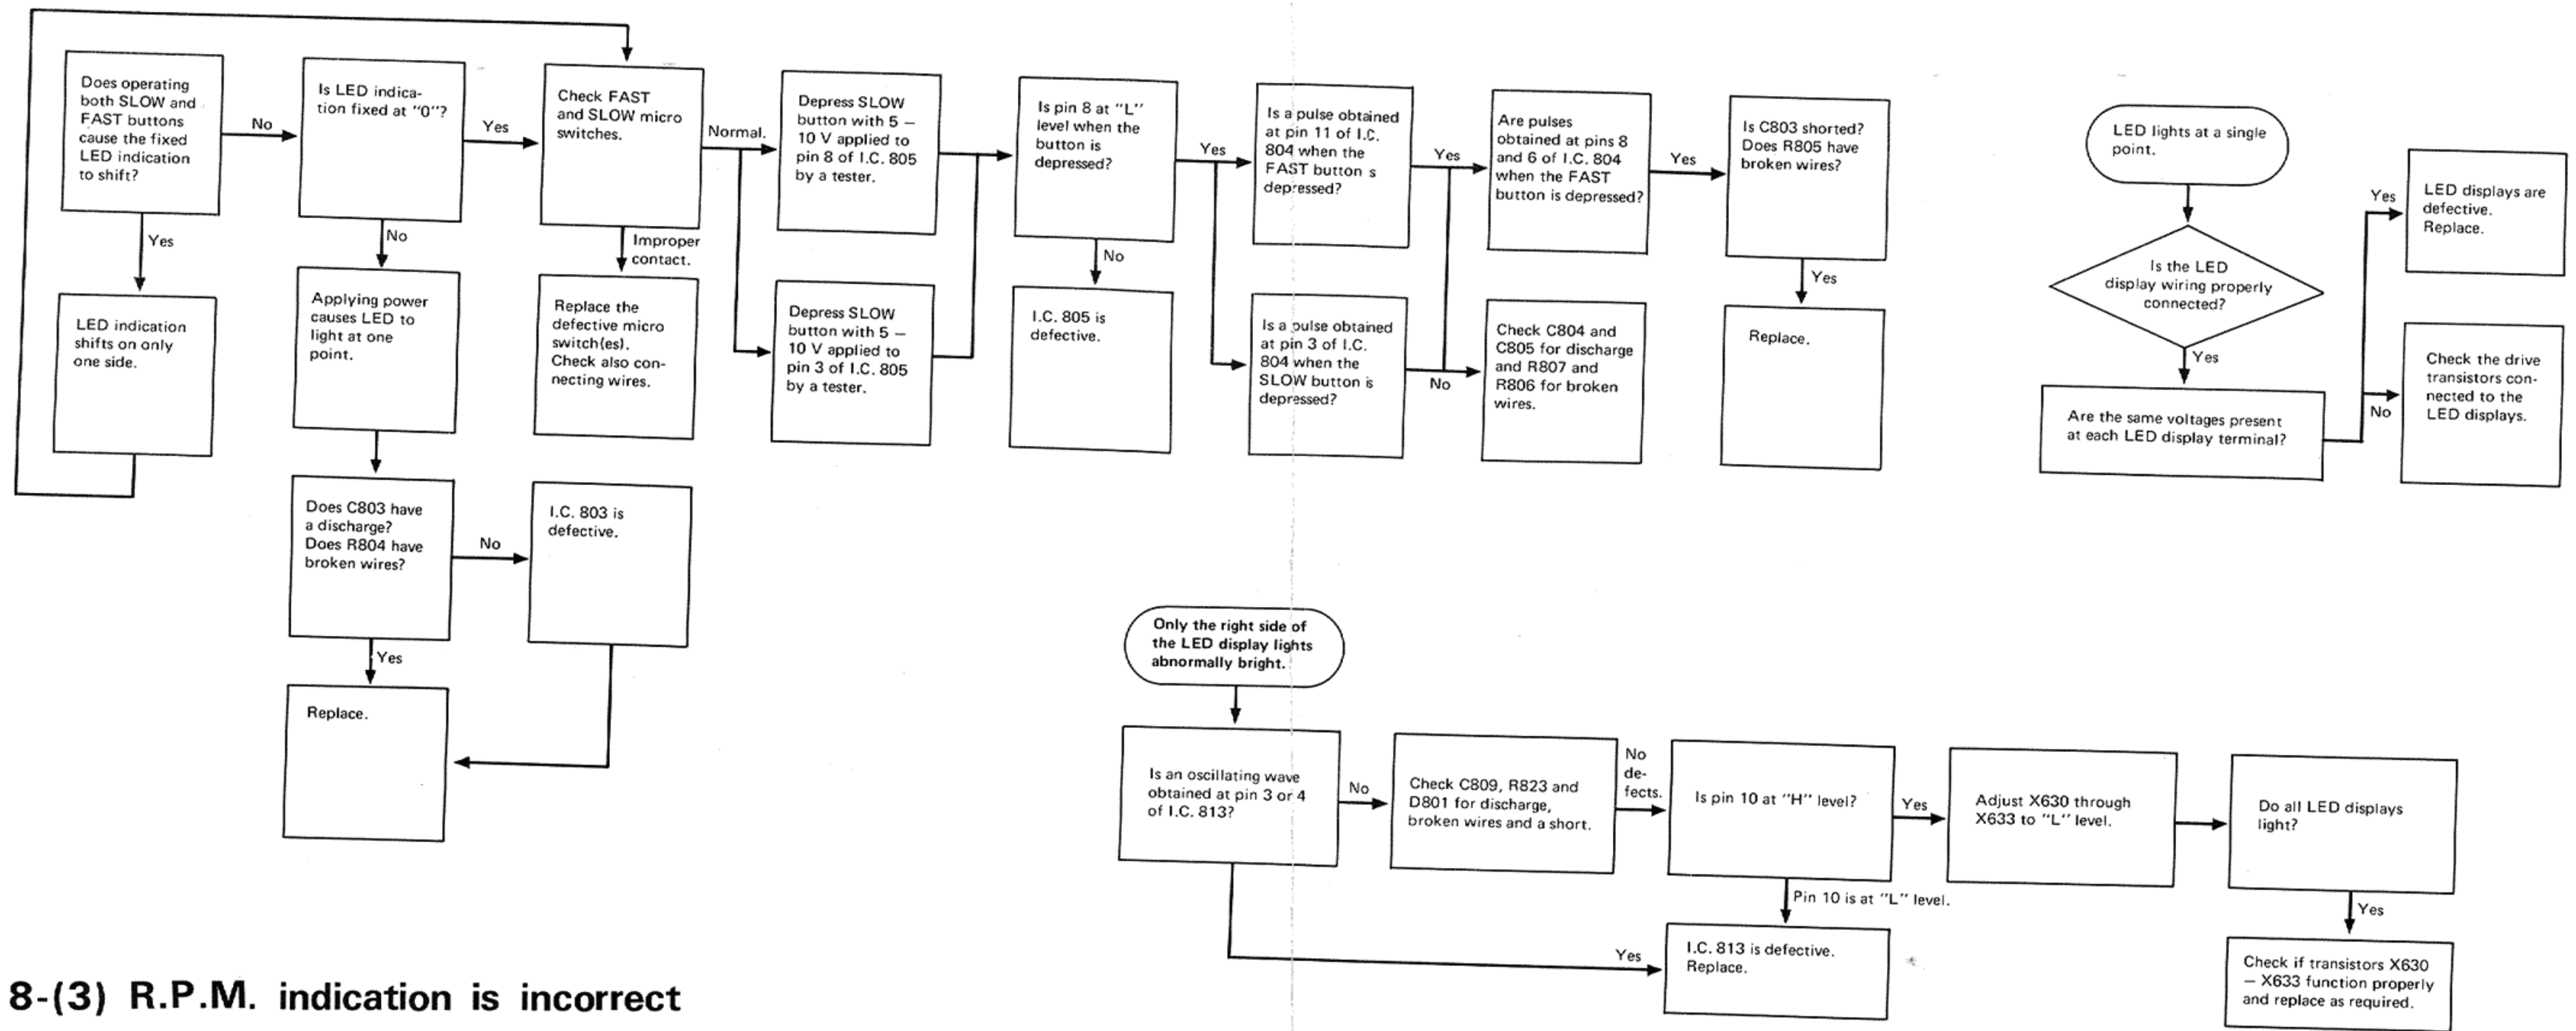 Does operating
both SLOW and
FAST buttons
cause the fixed
LED indication
to shift?
No
Yes
LED indication
shifts on only
one side.
Is LED indica-
tion fixed at "0"?
Yes
No
Applying power
causes LED to
light at one
point.
Does C803 have
a discharge?
Does R804 have
broken wires?
No
Yes
Replace.
I.C. 803 is
defective.
Check FAST
and SLOW micro
switches.
Normal.
Improper
contact.
Replace the
defective micro
switch(es).
Check also con-
necting wires.
Depress SLOW
button with 5 —
10 V applied to
pin 8 of I.C. 805
by a tester.
Depress SLOW
button with 5 —
10 V applied to
pin 3 of I.C. 805
by a tester.
Is pin 8 at "L"
level when the
button is
depressed?
Yes
No
I.C. 805 is
defective.
Is a pulse obtained
at pin 11 of I.C.
804 when the
FAST button s
depressed?
Yes
Is a pulse obtained
at pin 3 of I.C.
804 when the
SLOW button is
depressed?
No
Are pulses
obtained at pins 8
and 6 of I.C. 804
when the FAST
button is depressed?
Yes
Check C804 and
C805 for discharge
and R807 and
R806 for broken
wires.
Is C803 shorted?
Does R805 have
broken wires?
Yes
Replace.
LED lights at a single
point.
Is the LED
display wiring properly
connected?
Yes
Are the same voltages present
at each LED display terminal?
Yes
LED displays are
defective.
Replace.
No
Check the drive
transistors con-
nected to the
LED displays.
Only the right side of
the LED display lights
abnormally bright.
Is an oscillating wave
obtained at pin 3 or 4
of I.C. 813?
No
Check C809, R823 and
D801 for discharge,
broken wires and a short.
No
de-
fects.
Is pin 10 at "H" level?
Yes
Adjust X630 through
X633 to "L" level.
Do all LED displays
light?
Pin 10 is at "L" level.
Yes
Yes
I.C. 813 is defective.
Replace.
Check if transistors X630
— X633 function properly
and replace as required.
8-(3) R.P.M. indication is incorrect